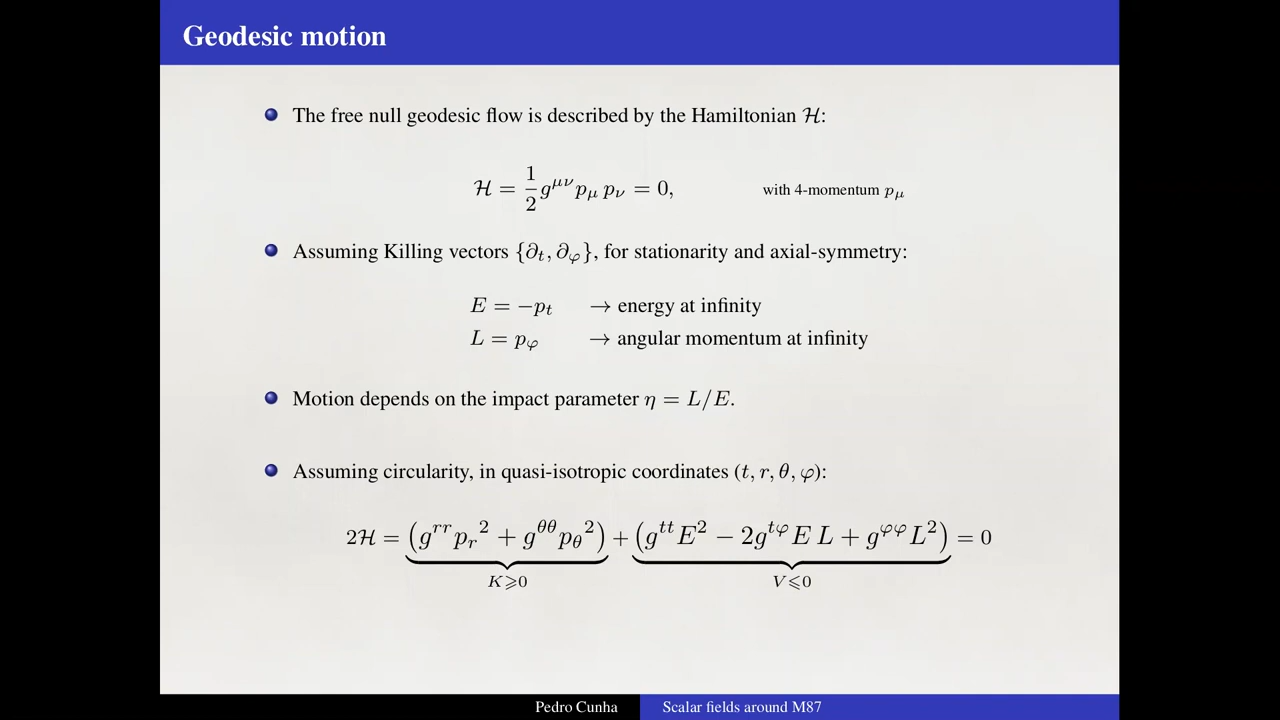 Geodesic motion
The free null geodesic flow is described by the Hamiltonian ℋ:
ℋ = 1/2 g^{μν} p_μ p_ν = 0, with 4-momentum p_μ
Assuming Killing vectors {∂_t, ∂_φ}, for stationarity and axial-symmetry:
E = −p_t → energy at infinity
L = p_φ → angular momentum at infinity
Motion depends on the impact parameter η = L/E.
Assuming circularity, in quasi-isotropic coordinates (t, r, θ, φ):
2ℋ = (g^{rr} p_r^2 + g^{θθ} p_θ^2) + (g^{tt} E^2 − 2g^{tφ} E L + g^{φφ} L^2) = 0
K⩾0 V⩽0
Pedro Cunha Scalar fields around M87